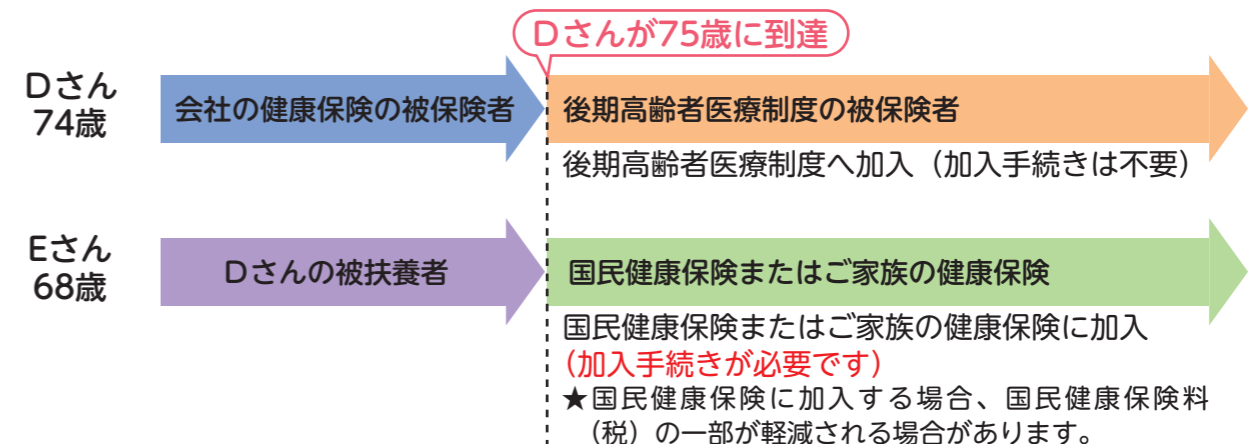 Dさんが75歳に到達
Dさん
74歳
会社の健康保険の被保険者
後期高齢者医療制度の被保険者
後期高齢者医療制度へ加入（加入手続きは不要）
Eさん
68歳
Dさんの被扶養者
国民健康保険またはご家族の健康保険
国民健康保険またはご家族の健康保険に加入
（加入手続きが必要です）
★国民健康保険に加入する場合、国民健康保険料
（税）の一部が軽減される場合があります。